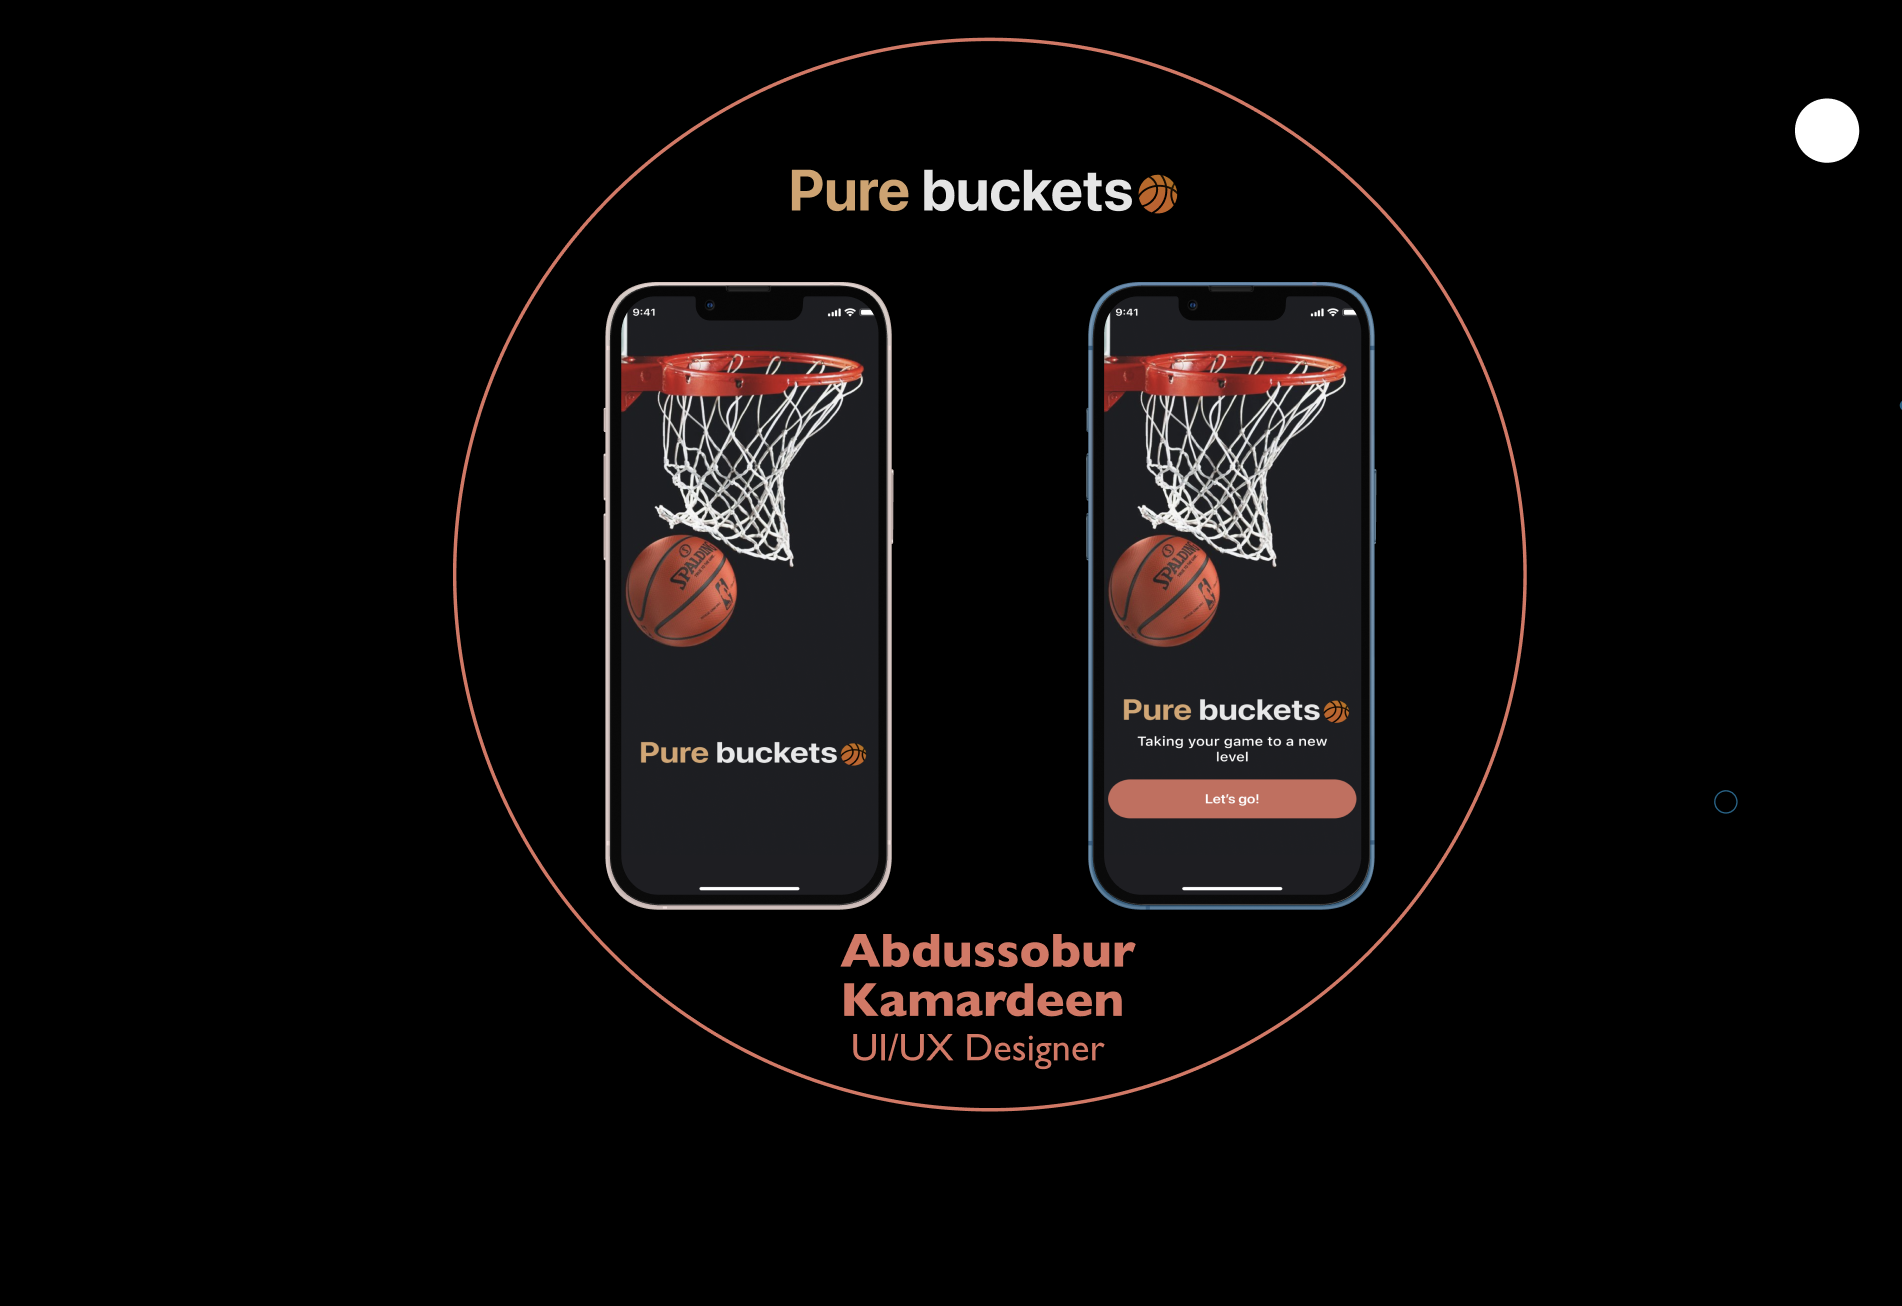 Pure buckets
9:41
SPALDING
Pure buckets
9:41
SPALDING
Pure buckets
Taking your game to a new
level
Let's go!
Abdussobur
Kamardeen
UI/UX Designer